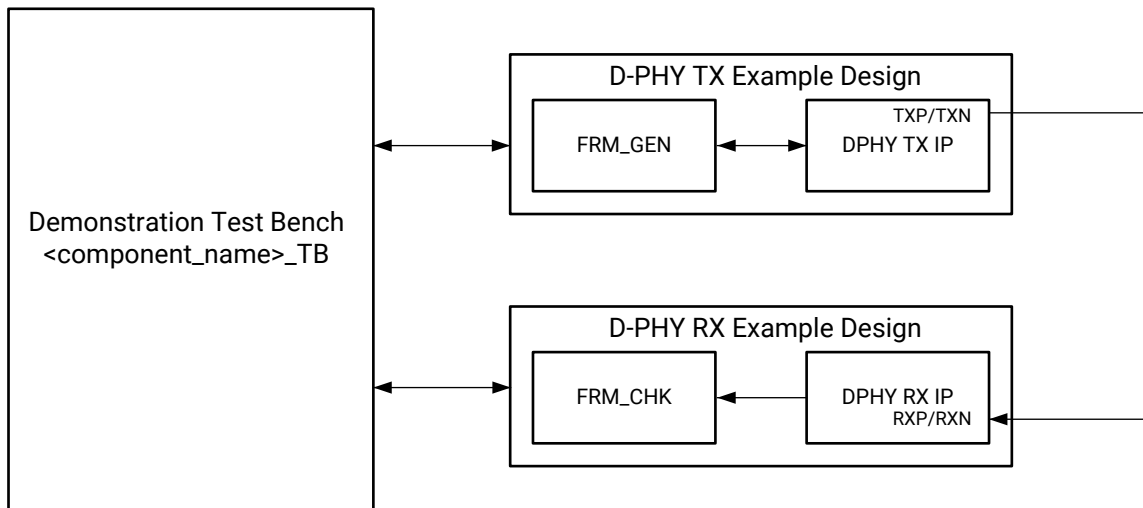 Demonstration Test Bench
<component_name>_TB
D-PHY TX Example Design
FRM_GEN
TXP/TXN
DPHY TX IP
D-PHY RX Example Design
FRM_CHK
DPHY RX IP
RXP/RXN